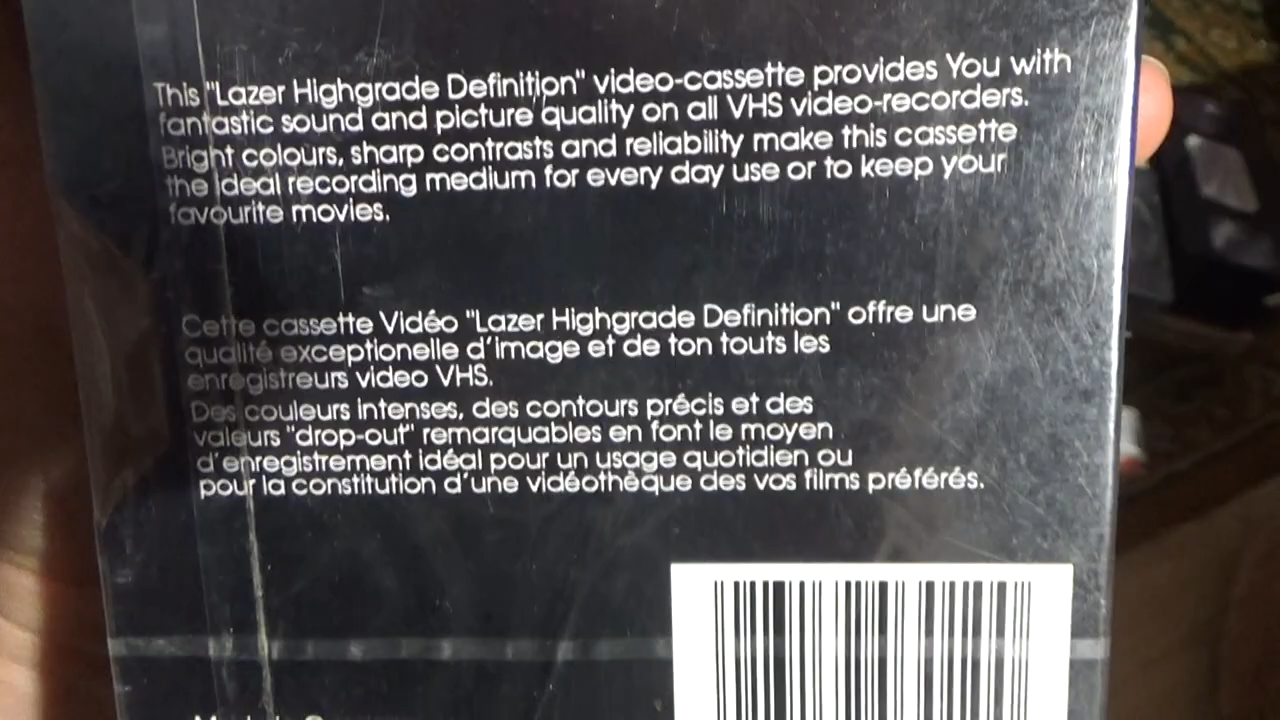 This "Lazer Highgrade Definition" video-cassette provides You with
fantastic sound and picture quality on all VHS video-recorders.
Bright colours, sharp contrasts and reliability make this cassette
the ideal recording medium for every day use or to keep your
favourite movies.
Cette cassette Vidéo "Lazer Highgrade Definition" offre une
qualité exceptionelle d'image et de ton touts les
enregistreurs video VHS.
Des couleurs intenses, des contours précis et des
valeurs "drop-out" remarquables en font le moyen
d'enregistrement idéal pour un usage quotidien ou
pour la constitution d'une vidéothèque des vos films préférés.